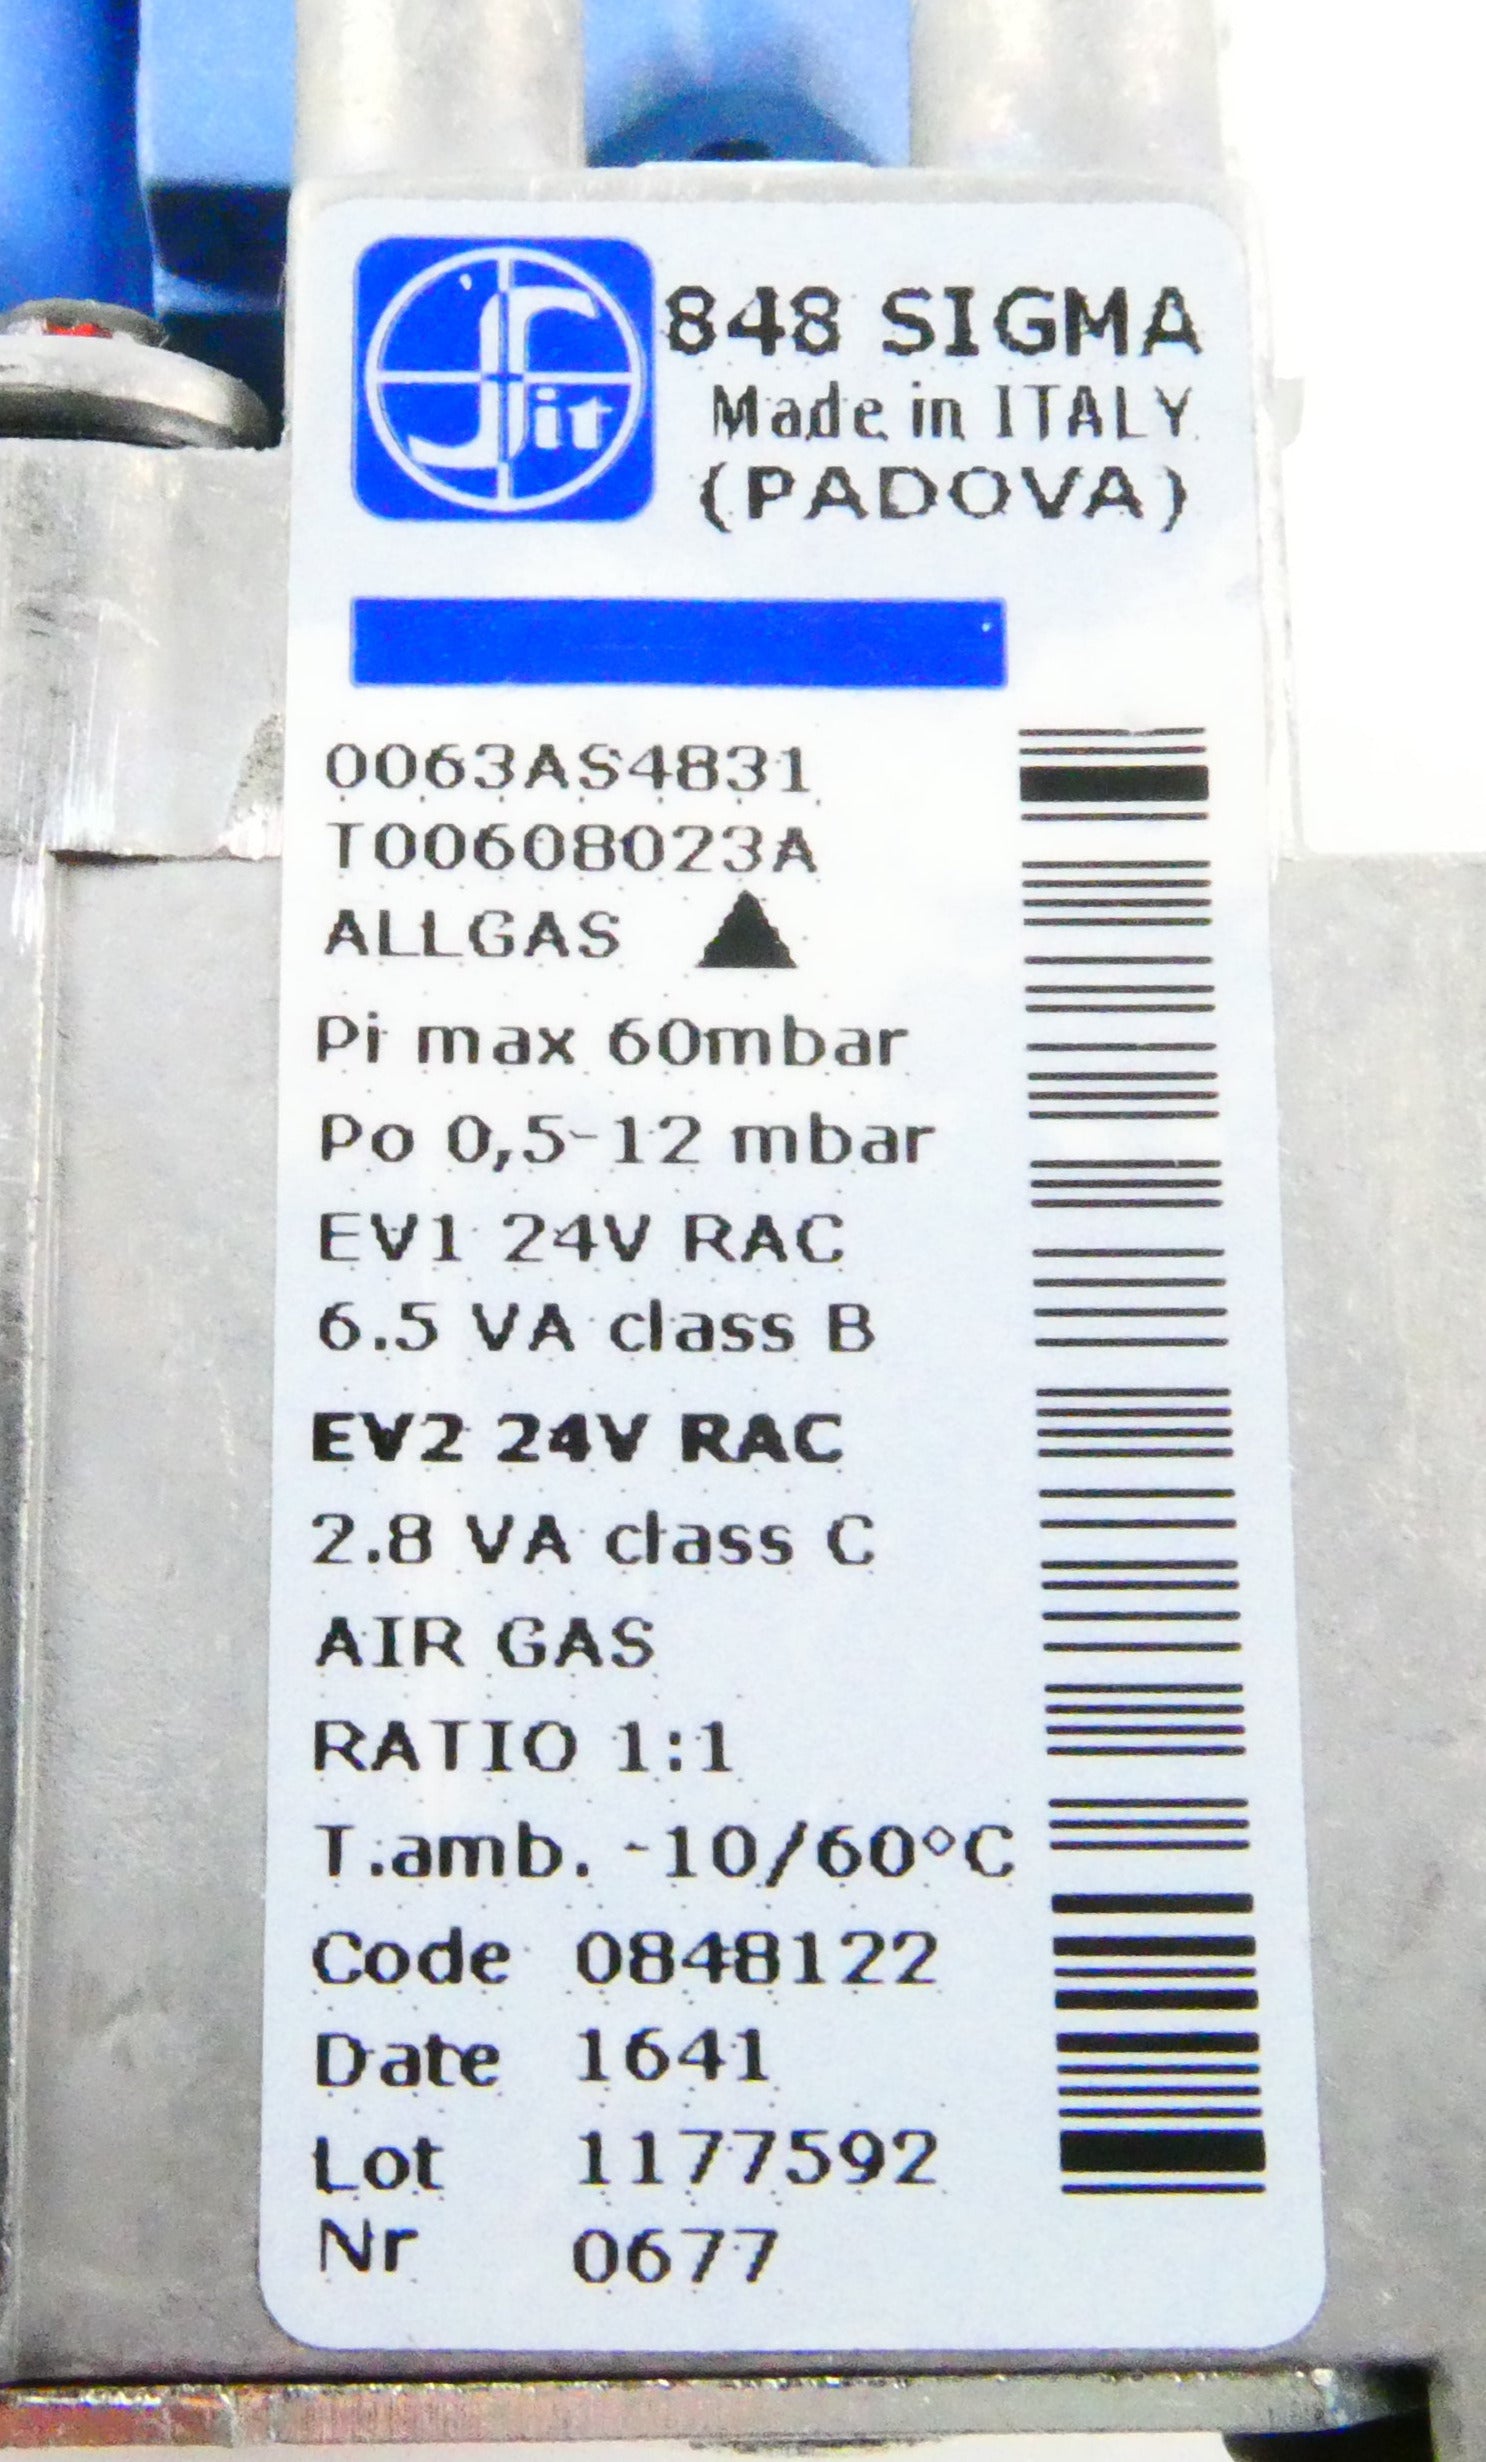 sit
848 SIGMA
Made in ITALY
(PADOVA)
0063AS4831
T00608023A
ALLGAS
Pi max 60mbar
Po 0,5-12 mbar
EV1 24V RAC
6.5 VA class B
EV2 24V RAC
2.8 VA class C
AIR GAS
RATIO 1:1
T.amb. -10/60°C
Code 0848122
Date 1641
Lot 1177592
Nr 0677